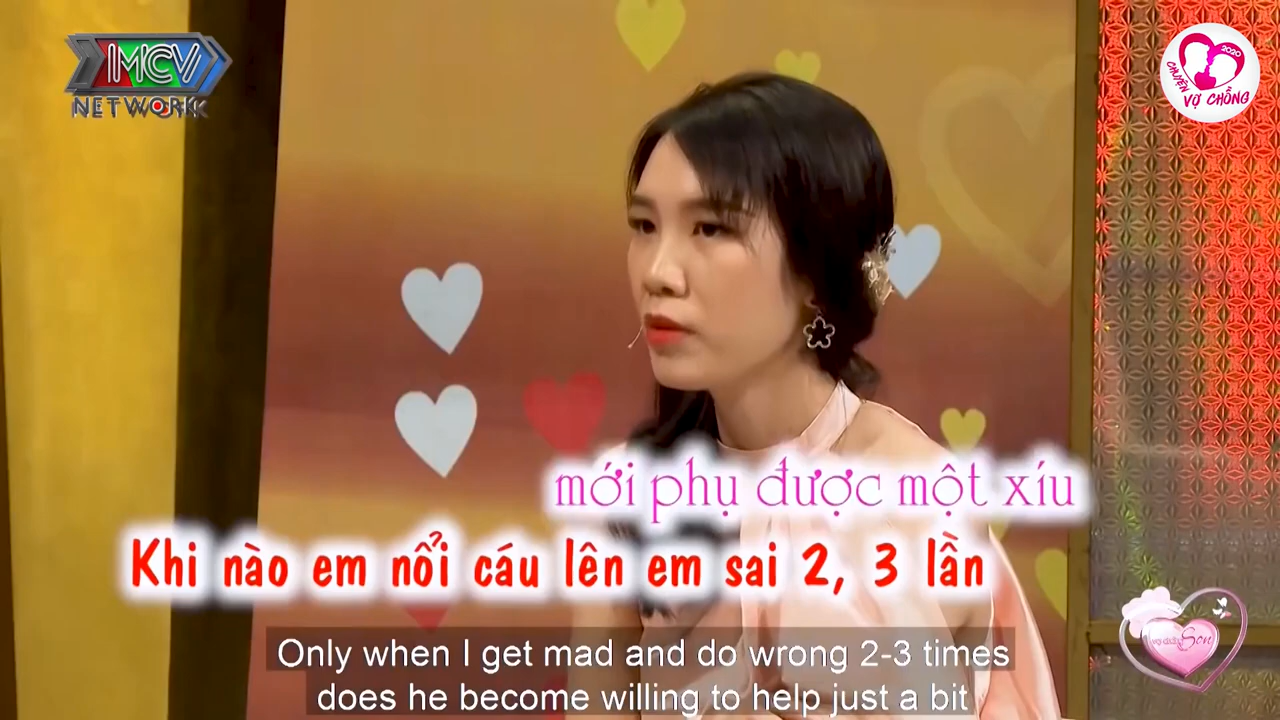 MCV
NETWORK
2020
CHUYỆN
VỢ CHỒNG
mới phụ được một xíu
Khi nào em nổi cáu lên em sai 2, 3 lần
Only when I get mad and do wrong 2-3 times
does he become willing to help just a bit
vợ chồng Son